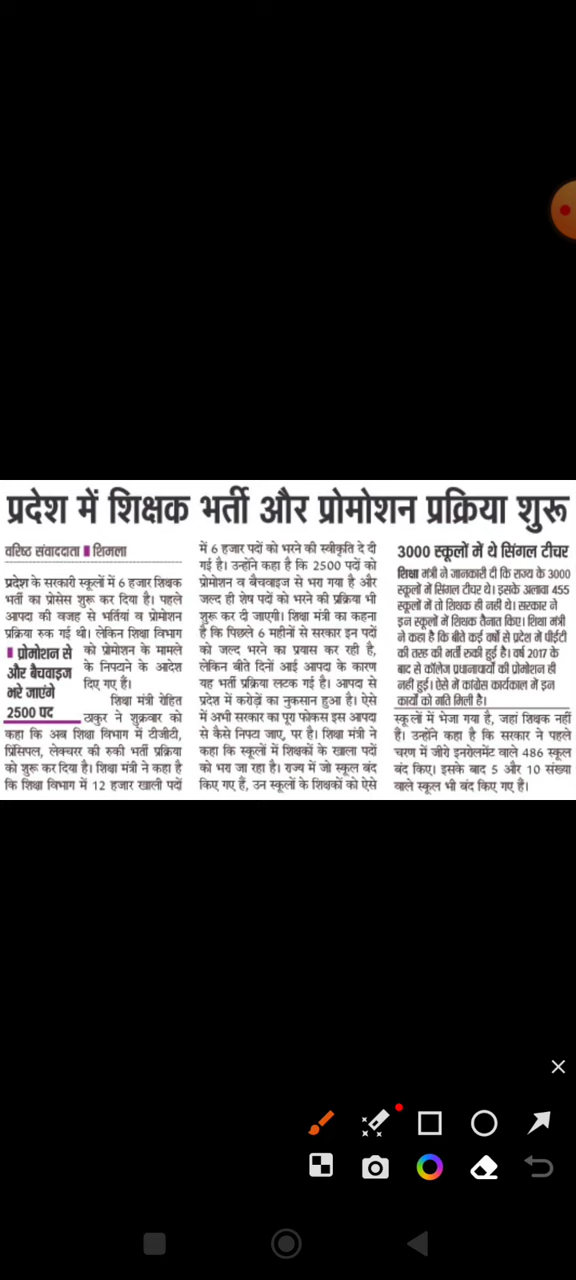 प्रदेश में शिक्षक भर्ती और प्रोमोशन प्रक्रिया शुरू
वरिष्ठ संवाददाता ▮ शिमला
प्रदेश के सरकारी स्कूलों में 6 हजार शिक्षक
भर्ती का प्रोसेस शुरू कर दिया है। पहले
आपदा की वजह से भर्तियां व प्रोमोशन
प्रक्रिया रुक गई थी। लेकिन शिक्षा विभाग
को प्रोमोशन के मामले
के निपटाने के आदेश
दिए गए हैं।
▮ प्रोमोशन से
और बैचवाइज
भरे जाएंगे
2500 पद
शिक्षा मंत्री रोहित
ठाकुर ने शुक्रवार को
कहा कि अब शिक्षा विभाग में टीजीटी,
प्रिंसिपल, लेक्चरर की रुकी भर्ती प्रक्रिया
को शुरू कर दिया है। शिक्षा मंत्री ने कहा है
कि शिक्षा विभाग में 12 हजार खाली पदों
में 6 हजार पदों को भरने की स्वीकृति दे दी
गई है। उन्होंने कहा है कि 2500 पदों को
प्रोमोशन व बैचवाइज से भरा गया है और
जल्द ही शेष पदों को भरने की प्रक्रिया भी
शुरू कर दी जाएगी। शिक्षा मंत्री का कहना
है कि पिछले 6 महीनों से सरकार इन पदों
को जल्द भरने का प्रयास कर रही है,
लेकिन बीते दिनों आई आपदा के कारण
यह भर्ती प्रक्रिया लटक गई है। आपदा से
प्रदेश में करोड़ों का नुकसान हुआ है। ऐसे
में अभी सरकार का पूरा फोकस इस आपदा
से कैसे निपटा जाए, पर है। शिक्षा मंत्री ने
कहा कि स्कूलों में शिक्षकों के खाला पदों
को भरा जा रहा है। राज्य में जो स्कूल बंद
किए गए हैं, उन स्कूलों के शिक्षकों को ऐसे
3000 स्कूलों में थे सिंगल टीचर
शिक्षा मंत्री ने जानकारी दी कि राज्य के 3000
स्कूलों में सिंगल टीचर थे। इसके अलावा 455
स्कूलों में तो शिक्षक ही नही थे। सरकार ने
इन स्कूलों में शिक्षक तैनात किए। शिक्षा मंत्री
ने कहा है कि बीते कई वर्षों से प्रदेश में पीईटी
की तरह की भर्ती रुकी हुई है। वर्ष 2017 के
बाद से कॉलेज प्रधानाचार्यों की प्रोमोशन ही
नहीं हुई। ऐसे में कांग्रेस कार्यकाल में इन
कार्यों को गति मिली है।
स्कूलों में भेजा गया है, जहां शिक्षक नहीं
है। उन्होंने कहा है कि सरकार ने पहले
चरण में जीरो इनरोलमेंट वाले 486 स्कूल
बंद किए। इसके बाद 5 और 10 संख्या
वाले स्कूल भी बंद किए गए है।